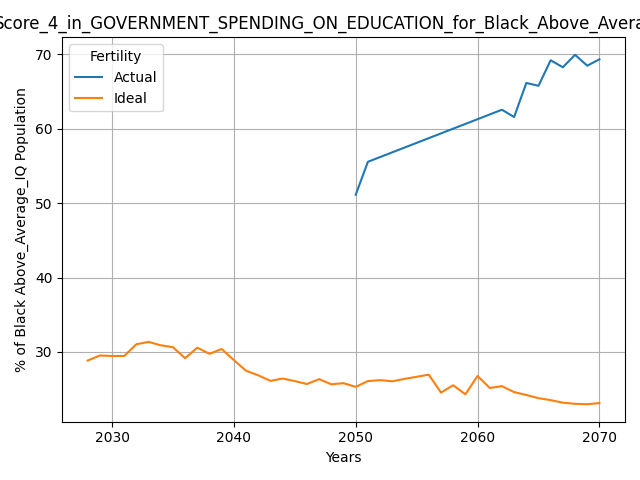 Score_4_in_GOVERNMENT_SPENDING_ON_EDUCATION_for_Black_Above_Avera
Fertility
Actual
Ideal
% of Black Above_Average_IQ Population
70
60
50
40
30
2030 2040 2050 2060 2070
Years